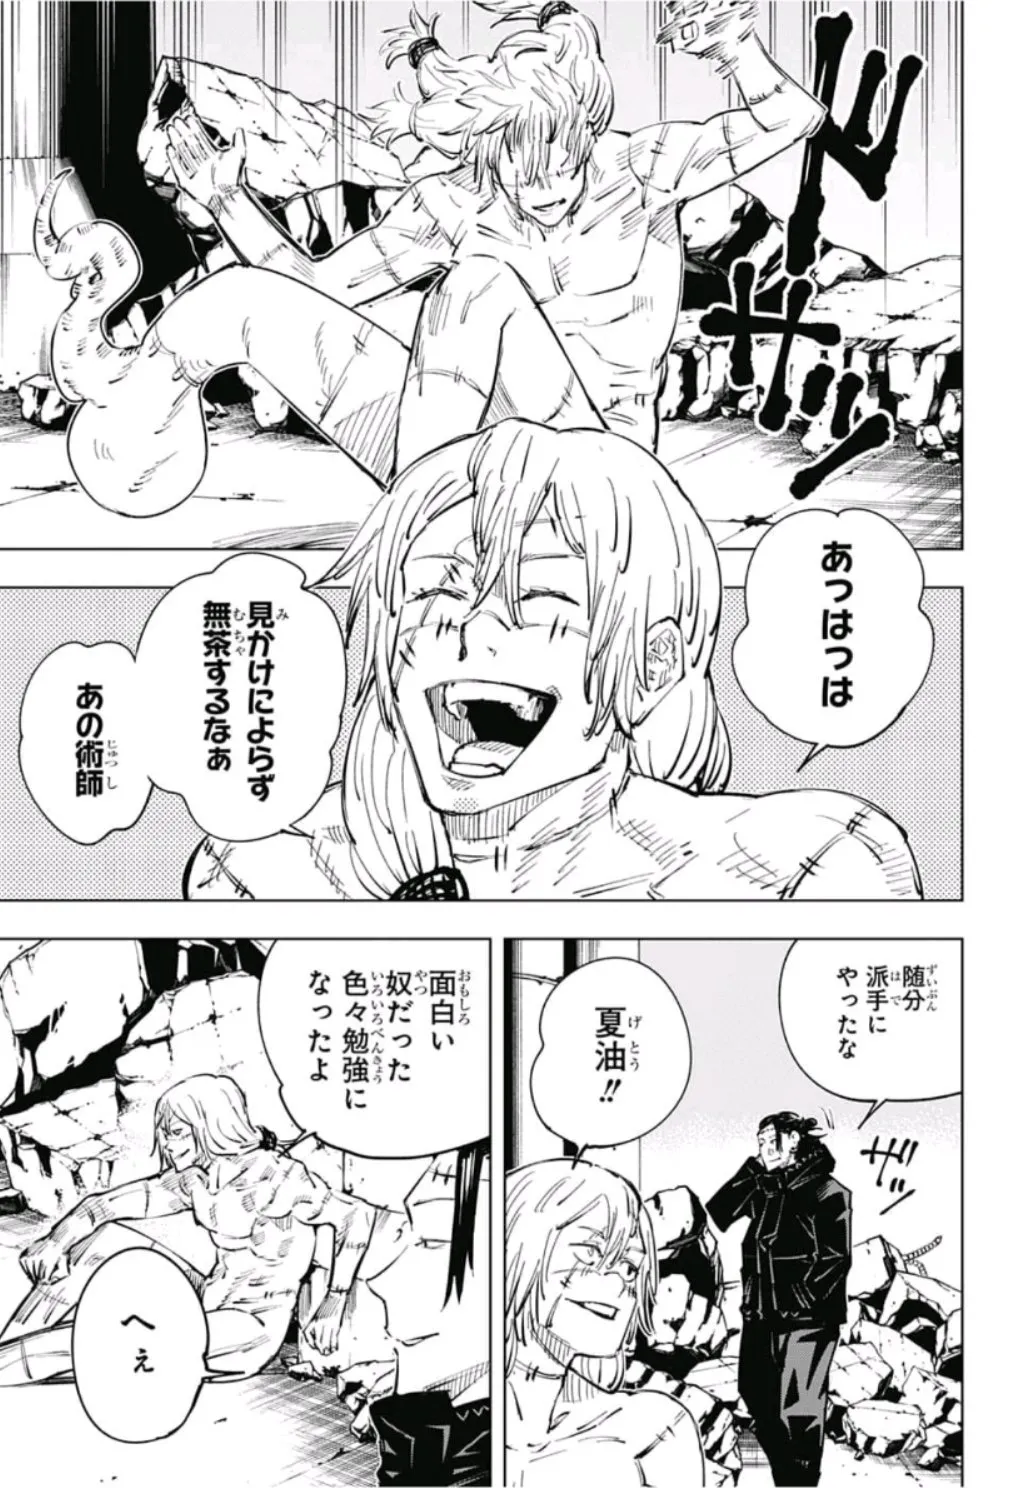 ズザザッ
あっはっは
見かけによらず
無茶するなぁ
あの術師
随分
派手に
やったな
ザッ
夏油!!
面白い
奴だった
色々勉強に
なったよ
へぇ